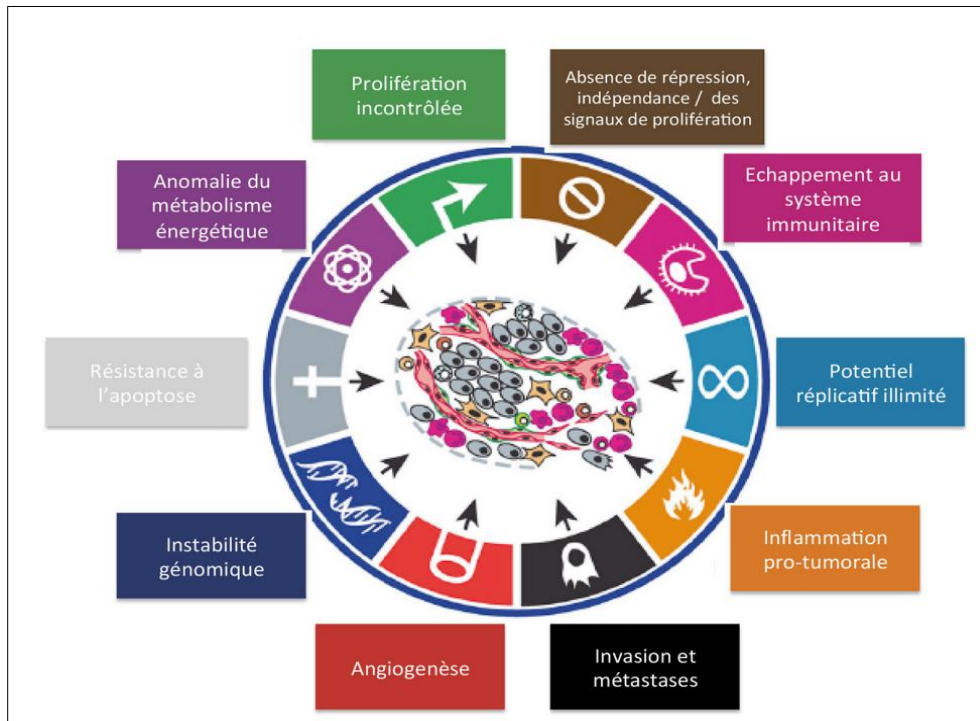 Prolifération
incontrôlée
Absence de répression,
indépendance / des
signaux de prolifération
Anomalie du
métabolisme
énergétique
Echappement au
système
immunitaire
Résistance à
l'apoptose
Potentiel
réplicatif illimité
Instabilité
génomique
Inflammation
pro-tumorale
Angiogenèse
Invasion et
métastases